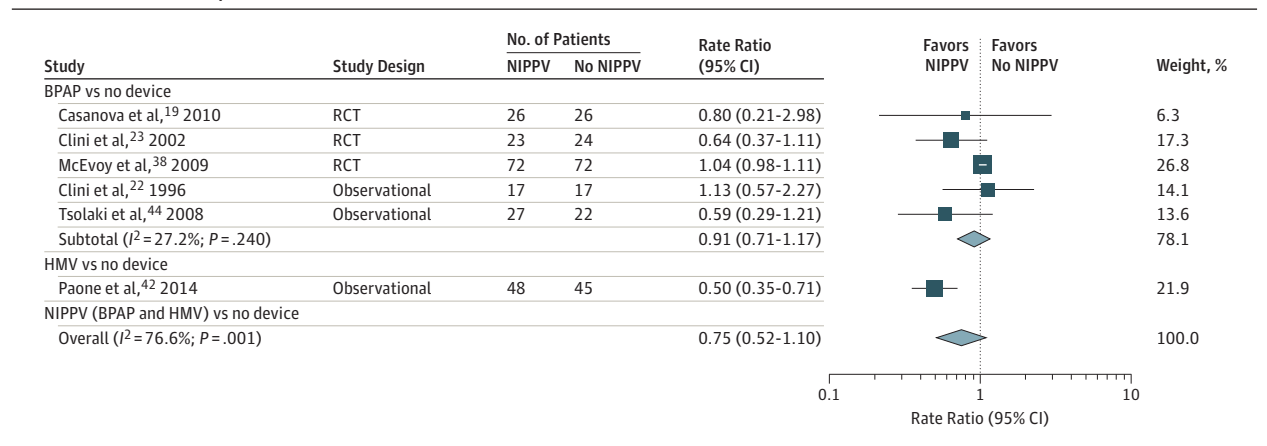 No. of Patients Rate Ratio Favors Favors
Study Study Design NIPPV No NIPPV (95% CI) NIPPV No NIPPV Weight, %
BPAP vs no device
Casanova et al,19 2010 RCT 26 26 0.80 (0.21-2.98) 6.3
Clini et al,23 2002 RCT 23 24 0.64 (0.37-1.11) 17.3
McEvoy et al,38 2009 RCT 72 72 1.04 (0.98-1.11) 26.8
Clini et al,22 1996 Observational 17 17 1.13 (0.57-2.27) 14.1
Tsolaki et al,44 2008 Observational 27 22 0.59 (0.29-1.21) 13.6
Subtotal (I2 = 27.2%; P = .240) 0.91 (0.71-1.17) 78.1
HMV vs no device
Paone et al,42 2014 Observational 48 45 0.50 (0.35-0.71) 21.9
NIPPV (BPAP and HMV) vs no device
Overall (I2 = 76.6%; P = .001) 0.75 (0.52-1.10) 100.0
0.1 1 10
Rate Ratio (95% CI)